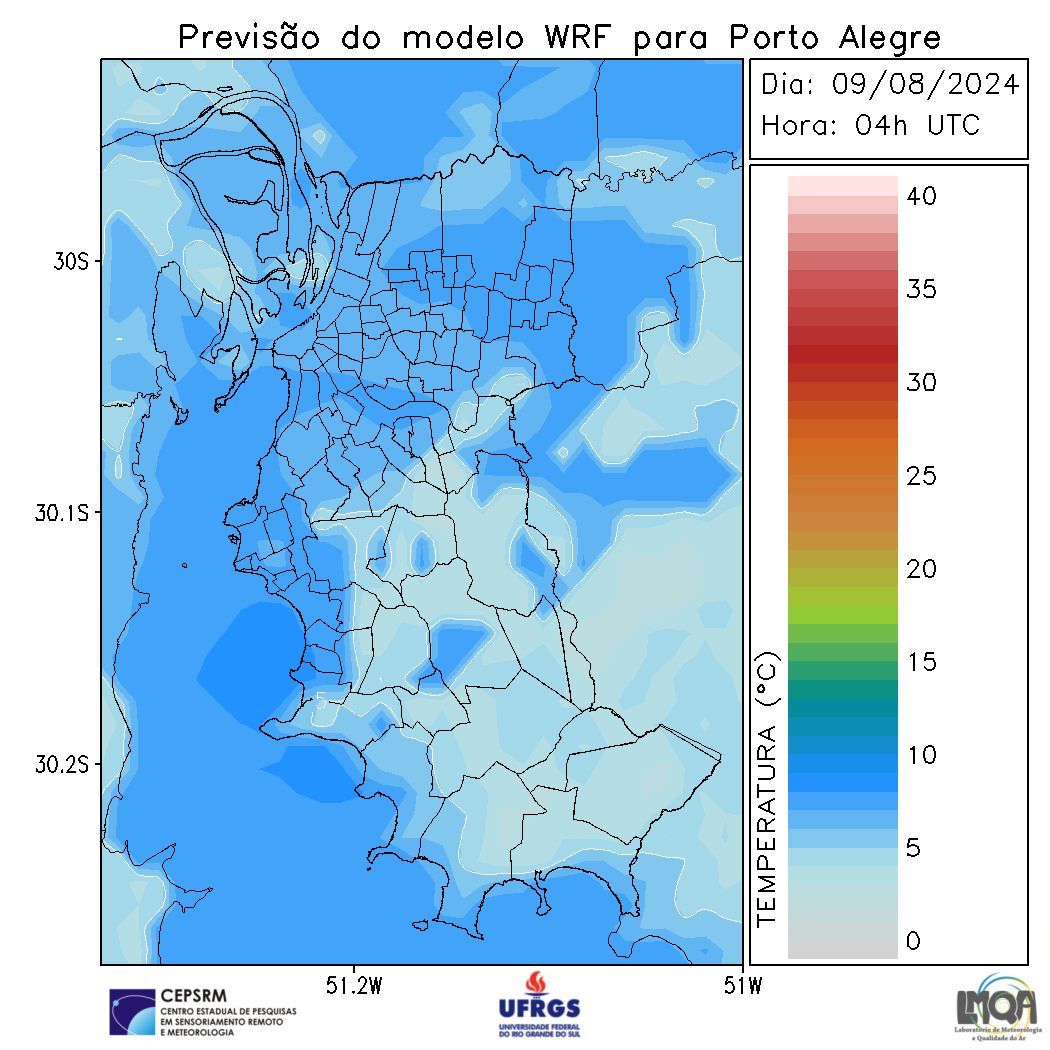 Previsão do modelo WRF para Porto Alegre
Dia: 09/08/2024
Hora: 04h UTC
40
35
30
25
20
15
10
5
0
TEMPERATURA (°C)
30S
30.1S
30.2S
5
51.2W
51W
CEPSRM
CENTRO ESTADUAL DE PESQUISAS
EM SENSORIAMENTO REMOTO
E METEOROLOGIA
UFRGS
UNIVERSIDADE FEDERAL
DO RIO GRANDE DO SUL
LMQA
Laboratório de Meteorologia
e Qualidade do Ar